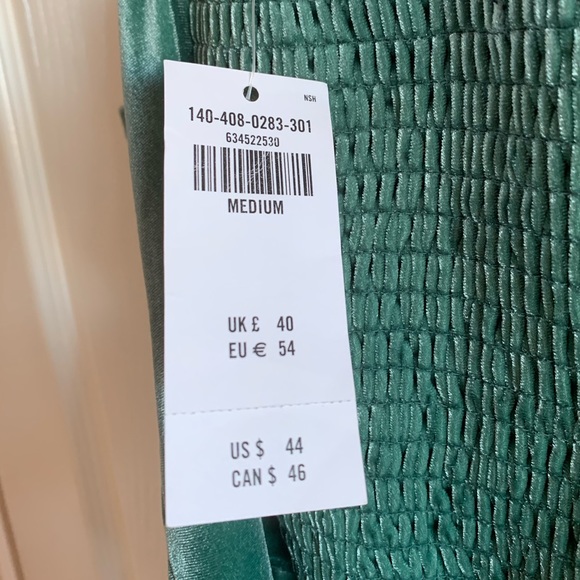 NSH
140-408-0283-301
634522530
MEDIUM
UK £ 40
EU € 54
US $ 44
CAN $ 46